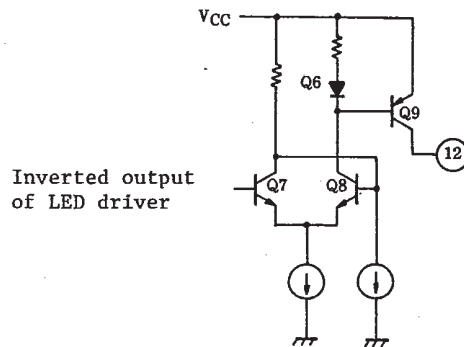 VCC
Q6
Q9
12
Inverted output
of LED driver
Q7
Q8